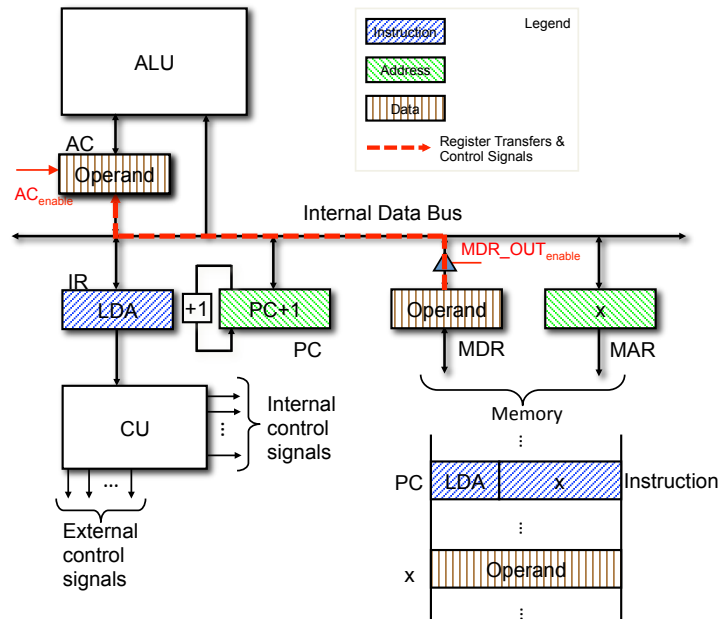 ALU
Legend
Instruction
Address
Data
Register Transfers &
Control Signals
AC
Operand
ACenable
Internal Data Bus
MDR_OUTenable
IR
LDA
+1
PC+1
PC
Operand
MDR
x
MAR
CU
Internal
control
signals
...
...
External
control
signals
Memory
...
PC
LDA
x
Instruction
...
x
Operand
...